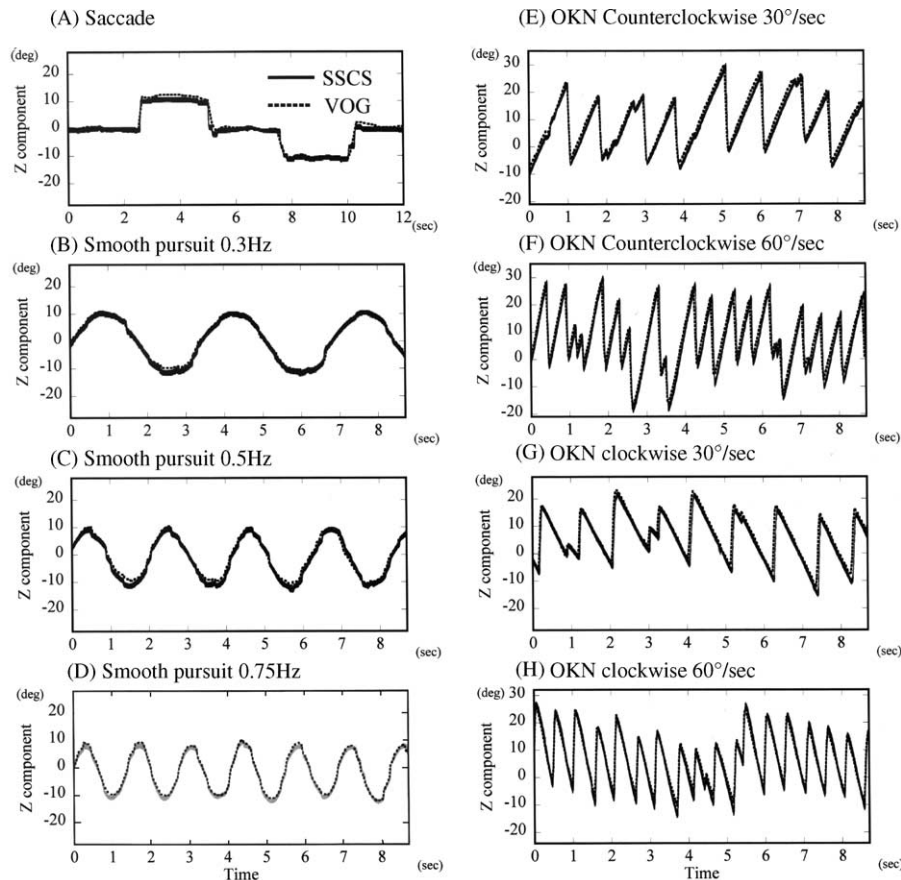 (A) Saccade
(deg)
20
10
0
-10
-20
Z component
SSCS
VOG
0 2 4 6 8 10 12
(sec)
(B) Smooth pursuit 0.3Hz
(deg)
20
10
0
-10
-20
Z component
0 1 2 3 4 5 6 7 8
(sec)
(C) Smooth pursuit 0.5Hz
(deg)
20
10
0
-10
-20
Z component
0 1 2 3 4 5 6 7 8
(sec)
(D) Smooth pursuit 0.75Hz
(deg)
20
10
0
-10
-20
Z component
0 1 2 3 4 5 6 7 8
(sec)
Time
(E) OKN Counterclockwise 30°/sec
(deg)
30
20
10
0
-10
-20
Z component
0 1 2 3 4 5 6 7 8
(sec)
(F) OKN Counterclockwise 60°/sec
(deg)
30
20
10
0
-10
-20
Z component
0 1 2 3 4 5 6 7 8
(sec)
(G) OKN clockwise 30°/sec
(deg)
20
10
0
-10
-20
Z component
0 1 2 3 4 5 6 7 8
(sec)
(H) OKN clockwise 60°/sec
(deg)
30
20
10
0
-10
-20
Z component
0 1 2 3 4 5 6 7 8
(sec)
Time